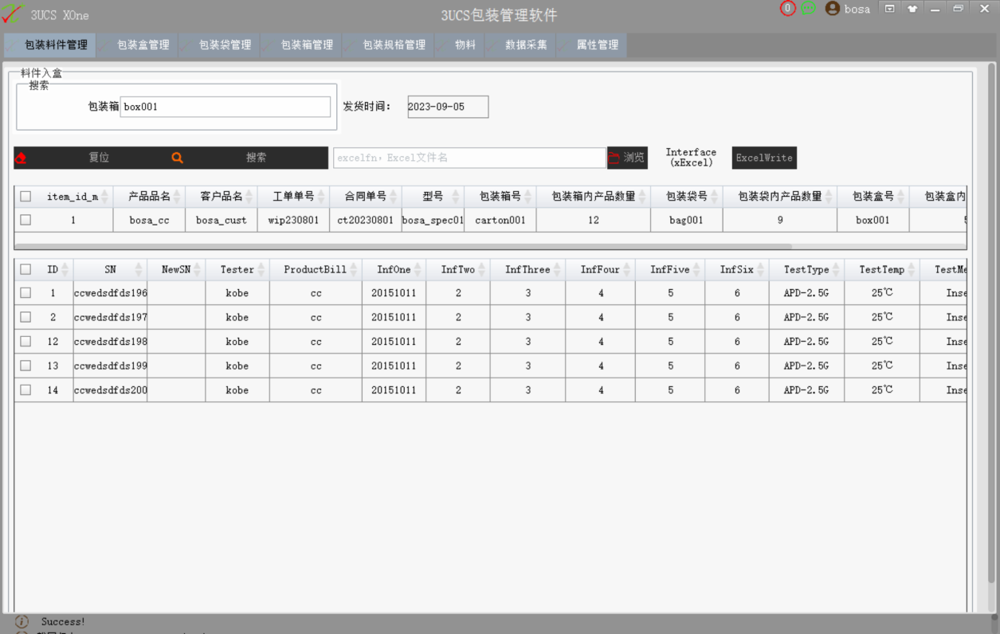 3UCS XOne 3UCS包装管理软件 0 bosa
包装料件管理 包装盒管理 包装袋管理 包装箱管理 包装规格管理 物料 数据采集 属性管理
料件入盒
搜索
包装箱 box001 发货时间: 2023-09-05
复位 搜索 excelfn, Excel文件名 浏览 Interface (xExcel) ExcelWrite
item_id_m 产品品名 客户品名 工单单号 合同单号 型号 包装箱号 包装箱内产品数量 包装袋号 包装袋内产品数量 包装盒号 包装盒内
1 bosa_cc bosa_cust wip230801 ct20230801 bosa_spec01 carton001 12 bag001 9 box001
ID SN NewSN Tester ProductBill InfOne InfTwo InfThree InfFour InfFive InfSix TestType TestTemp TestMe
1 ccwedsdfds196 kobe cc 20151011 2 3 4 5 6 APD-2.5G 25℃ Inse
2 ccwedsdfds197 kobe cc 20151011 2 3 4 5 6 APD-2.5G 25℃ Inse
12 ccwedsdfds198 kobe cc 20151011 2 3 4 5 6 APD-2.5G 25℃ Inse
13 ccwedsdfds199 kobe cc 20151011 2 3 4 5 6 APD-2.5G 25℃ Inse
14 ccwedsdfds200 kobe cc 20151011 2 3 4 5 6 APD-2.5G 25℃ Inse
Success!